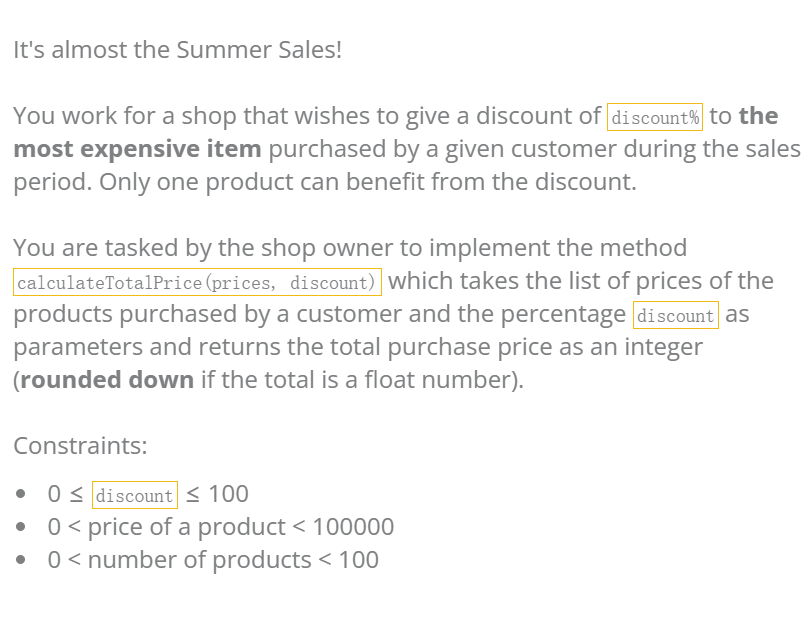 It's almost the Summer Sales!
You work for a shop that wishes to give a discount of discount% to the
most expensive item purchased by a given customer during the sales
period. Only one product can benefit from the discount.
You are tasked by the shop owner to implement the method
calculateTotalPrice(prices, discount) which takes the list of prices of the
products purchased by a customer and the percentage discount as
parameters and returns the total purchase price as an integer
(rounded down if the total is a float number).
Constraints:
• 0 ≤ discount ≤ 100
• 0 < price of a product < 100000
• 0 < number of products < 100